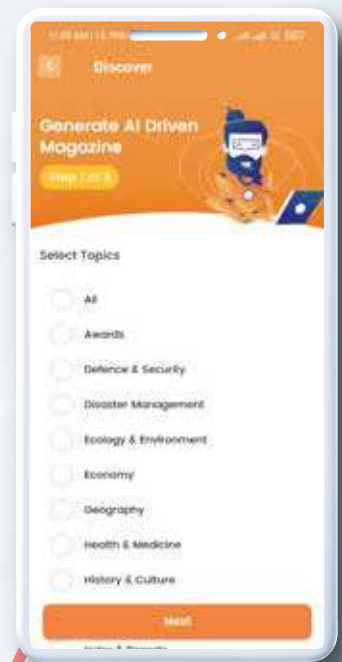 Discover
Generate AI Driven
Magazine
Step 1 of 3
Select Topics
All
Awards
Defence & Security
Disaster Management
Ecology & Environment
Economy
Geography
Health & Medicine
History & Culture
Next